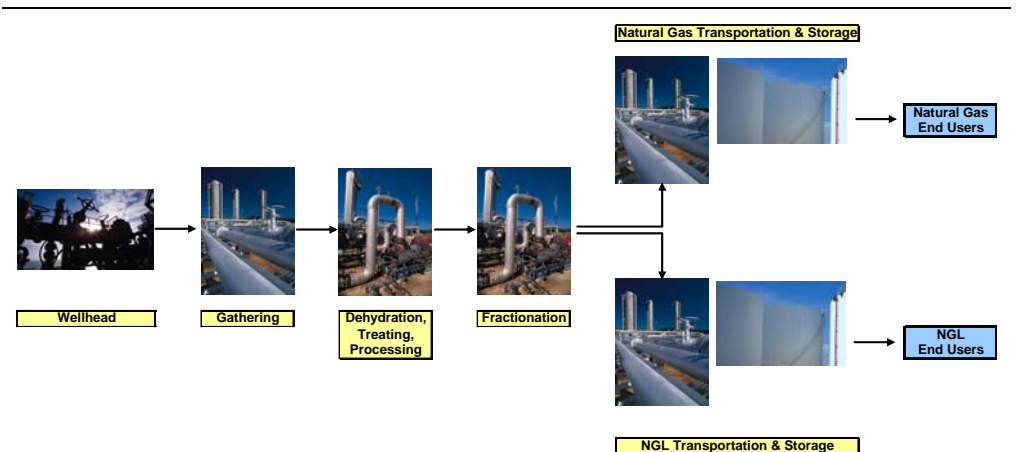 Natural Gas Transportation & Storage
Natural Gas
End Users
Wellhead
Gathering
Dehydration,
Treating,
Processing
Fractionation
NGL
End Users
NGL Transportation & Storage